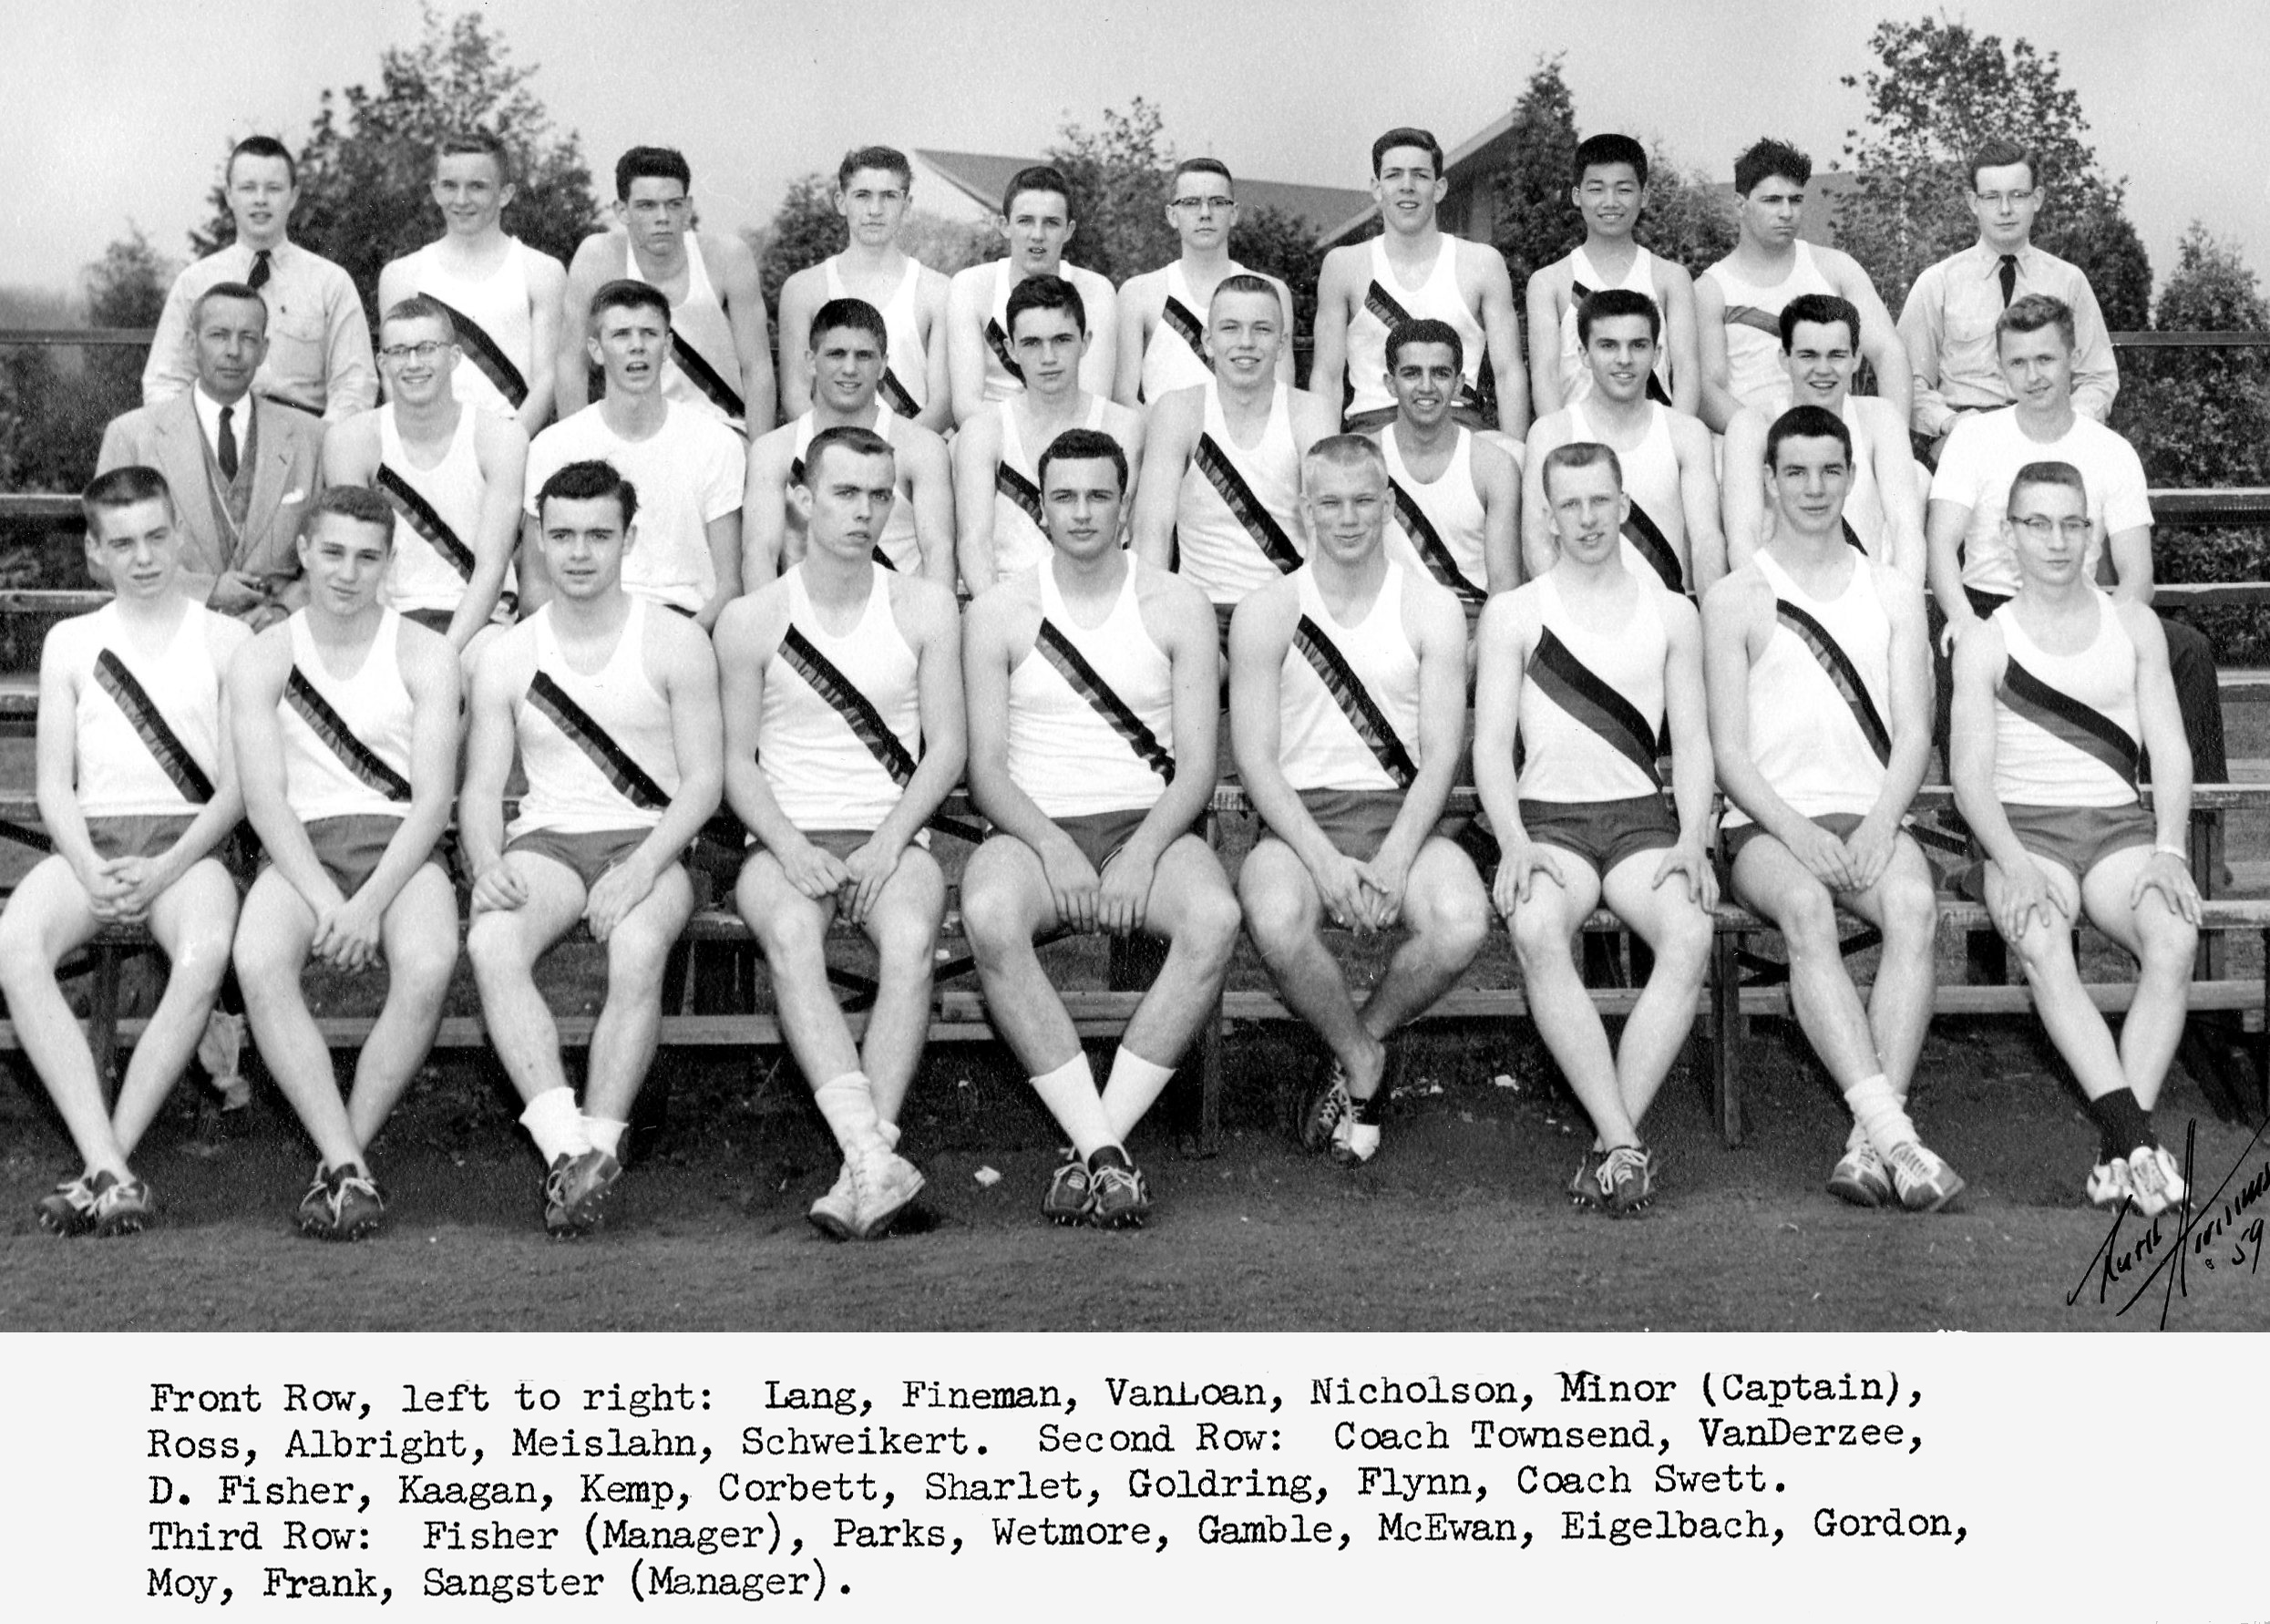 '59
Front Row, left to right: Lang, Fineman, VanLoan, Nicholson, Minor (Captain),
Ross, Albright, Meislahn, Schweikert. Second Row: Coach Townsend, VanDerzee,
D. Fisher, Kaagan, Kemp, Corbett, Sharlet, Goldring, Flynn, Coach Swett.
Third Row: Fisher (Manager), Parks, Wetmore, Gamble, McEwan, Eigelbach, Gordon,
Moy, Frank, Sangster (Manager).